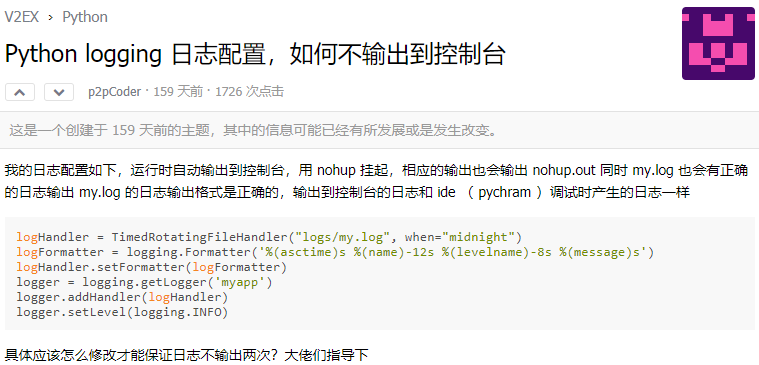 V2EX › Python
Python logging 日志配置，如何不输出到控制台
p2pCoder · 159 天前 · 1726 次点击
这是一个创建于 159 天前的主题，其中的信息可能已经有所发展或是发生改变。
我的日志配置如下，运行时自动输出到控制台，用 nohup 挂起，相应的输出也会输出 nohup.out 同时 my.log 也会有正确
的日志输出 my.log 的日志输出格式是正确的，输出到控制台的日志和 ide （ pychram ）调试时产生的日志一样
logHandler = TimedRotatingFileHandler("logs/my.log", when="midnight")
logFormatter = logging.Formatter('%(asctime)s %(name)-12s %(levelname)-8s %(message)s')
logHandler.setFormatter(logFormatter)
logger = logging.getLogger('myapp')
logger.addHandler(logHandler)
logger.setLevel(logging.INFO)
具体应该怎么修改才能保证日志不输出两次？大佬们指导下